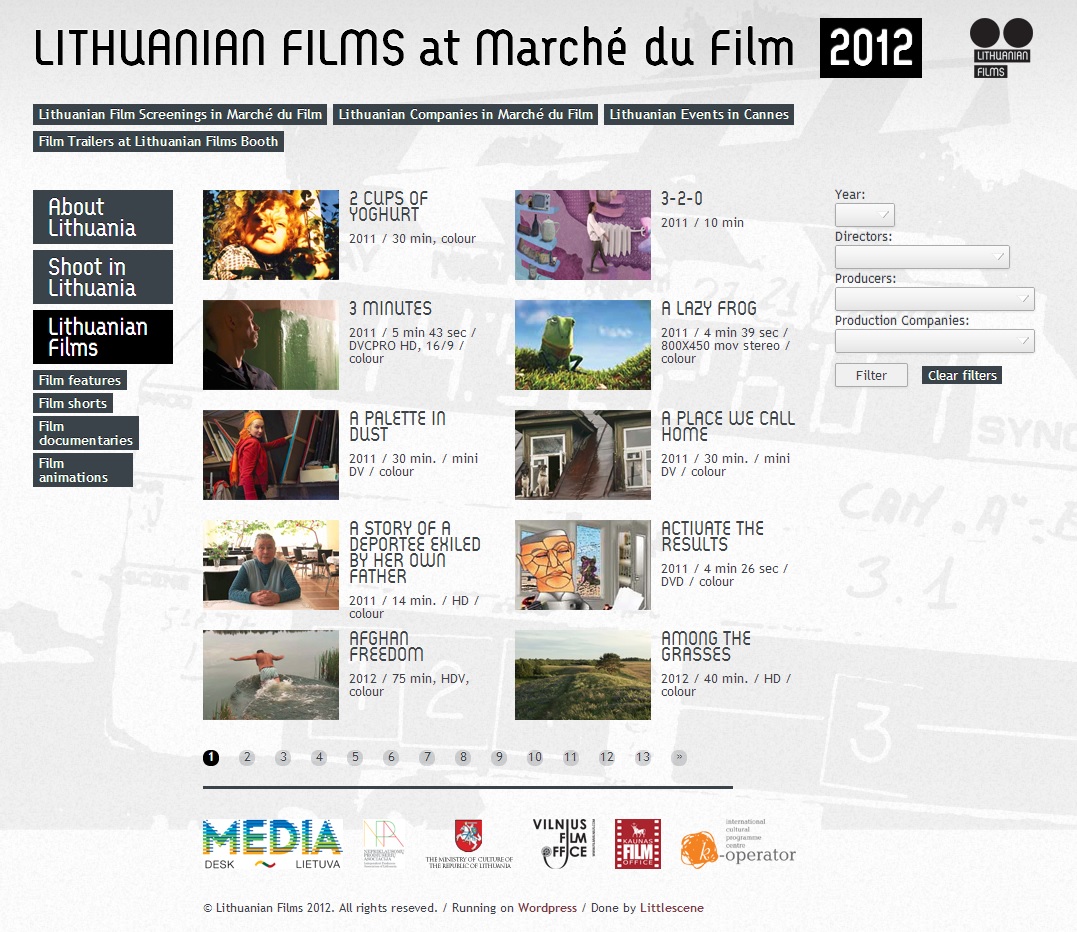 LITHUANIAN FILMS at Marché du Film 2012
LITHUANIAN
FILMS
Lithuanian Film Screenings in Marché du Film
Lithuanian Companies in Marché du Film
Lithuanian Events in Cannes
Film Trailers at Lithuanian Films Booth
About
Lithuania
Shoot in
Lithuania
Lithuanian
Films
Film features
Film shorts
Film
documentaries
Film
animations
2 CUPS OF
YOGHURT
2011 / 30 min, colour
3-2-0
2011 / 10 min
3 MINUTES
2011 / 5 min 43 sec /
DVCPRO HD, 16/9 /
colour
A LAZY FROG
2011 / 4 min 39 sec /
800X450 mov stereo /
colour
A PALETTE IN
DUST
2011 / 30 min. / mini
DV / colour
A PLACE WE CALL
HOME
2011 / 30 min. / mini
DV / colour
A STORY OF A
DEPORTEE EXILED
BY HER OWN
FATHER
2011 / 14 min. / HD /
colour
ACTIVATE THE
RESULTS
2011 / 4 min 26 sec /
DVD / colour
AFGHAN
FREEDOM
2012 / 75 min, HDV,
colour
AMONG THE
GRASSES
2012 / 40 min. / HD /
colour
Year:
Directors:
Producers:
Production Companies:
Filter
Clear filters
SYNC
CAM "A" B
3.1
1 2 3 4 5 6 7 8 9 10 11 12 13 »
MEDIA
DESK LIETUVA
THE MINISTRY OF CULTURE OF
THE REPUBLIC OF LITHUANIA
VILNIUS
FILM
OFFICE
KAUNAS
FILM
OFFICE
international
cultural
programme
centre
ks-operator
© Lithuanian Films 2012. All rights reseved. / Running on Wordpress / Done by Littlescene